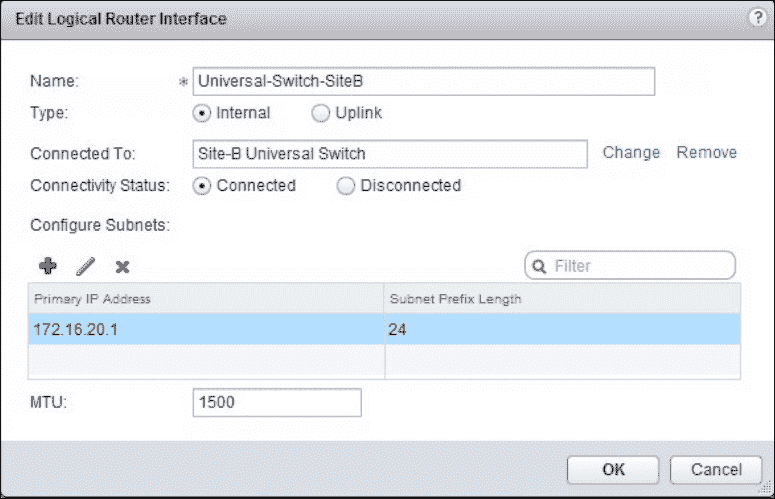 Edit Logical Router Interface ?
Name: * Universal-Switch-SiteB
Type: Internal Uplink
Connected To: Site-B Universal Switch Change Remove
Connectivity Status: Connected Disconnected
Configure Subnets:
Filter
Primary IP Address Subnet Prefix Length
172.16.20.1 24
MTU: 1500
OK Cancel